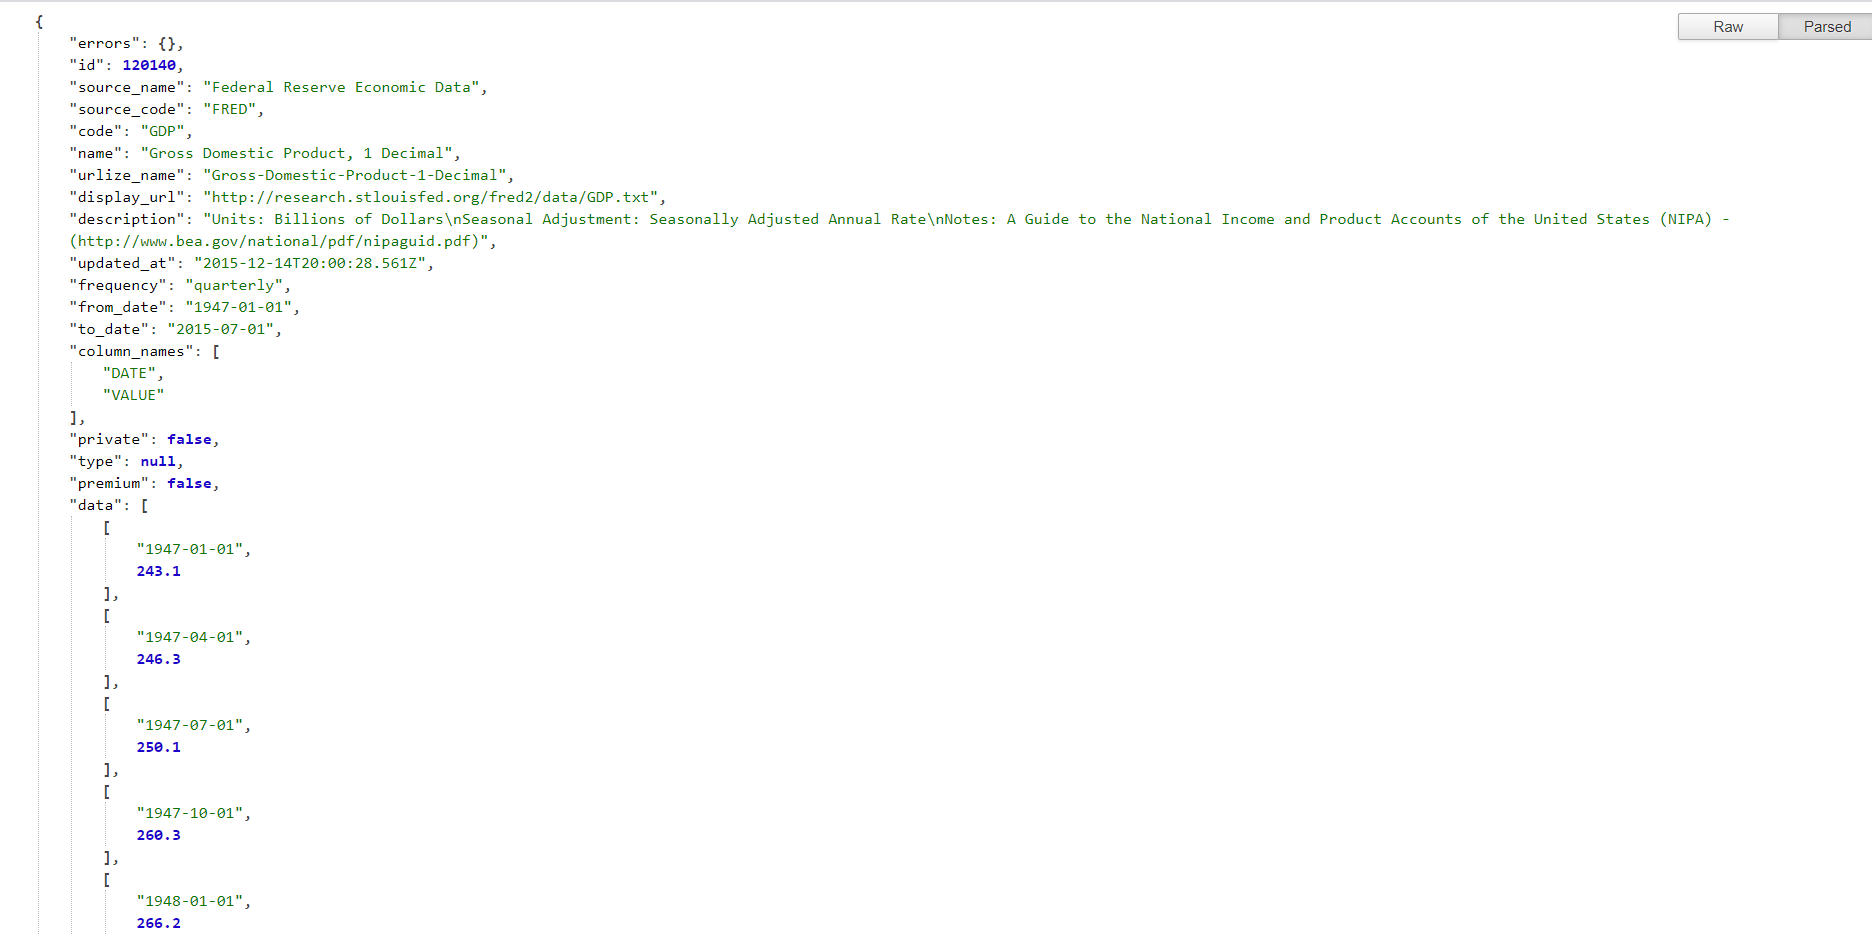 {
Raw Parsed
"errors": {},
"id": 120140,
"source_name": "Federal Reserve Economic Data",
"source_code": "FRED",
"code": "GDP",
"name": "Gross Domestic Product, 1 Decimal",
"urlize_name": "Gross-Domestic-Product-1-Decimal",
"display_url": "http://research.stlouisfed.org/fred2/data/GDP.txt",
"description": "Units: Billions of Dollars\nSeasonal Adjustment: Seasonally Adjusted Annual Rate\nNotes: A Guide to the National Income and Product Accounts of the United States (NIPA) -
(http://www.bea.gov/national/pdf/nipaguid.pdf)",
"updated_at": "2015-12-14T20:00:28.561Z",
"frequency": "quarterly",
"from_date": "1947-01-01",
"to_date": "2015-07-01",
"column_names": [
"DATE",
"VALUE"
],
"private": false,
"type": null,
"premium": false,
"data": [
[
"1947-01-01",
243.1
],
[
"1947-04-01",
246.3
],
[
"1947-07-01",
250.1
],
[
"1947-10-01",
260.3
],
[
"1948-01-01",
266.2